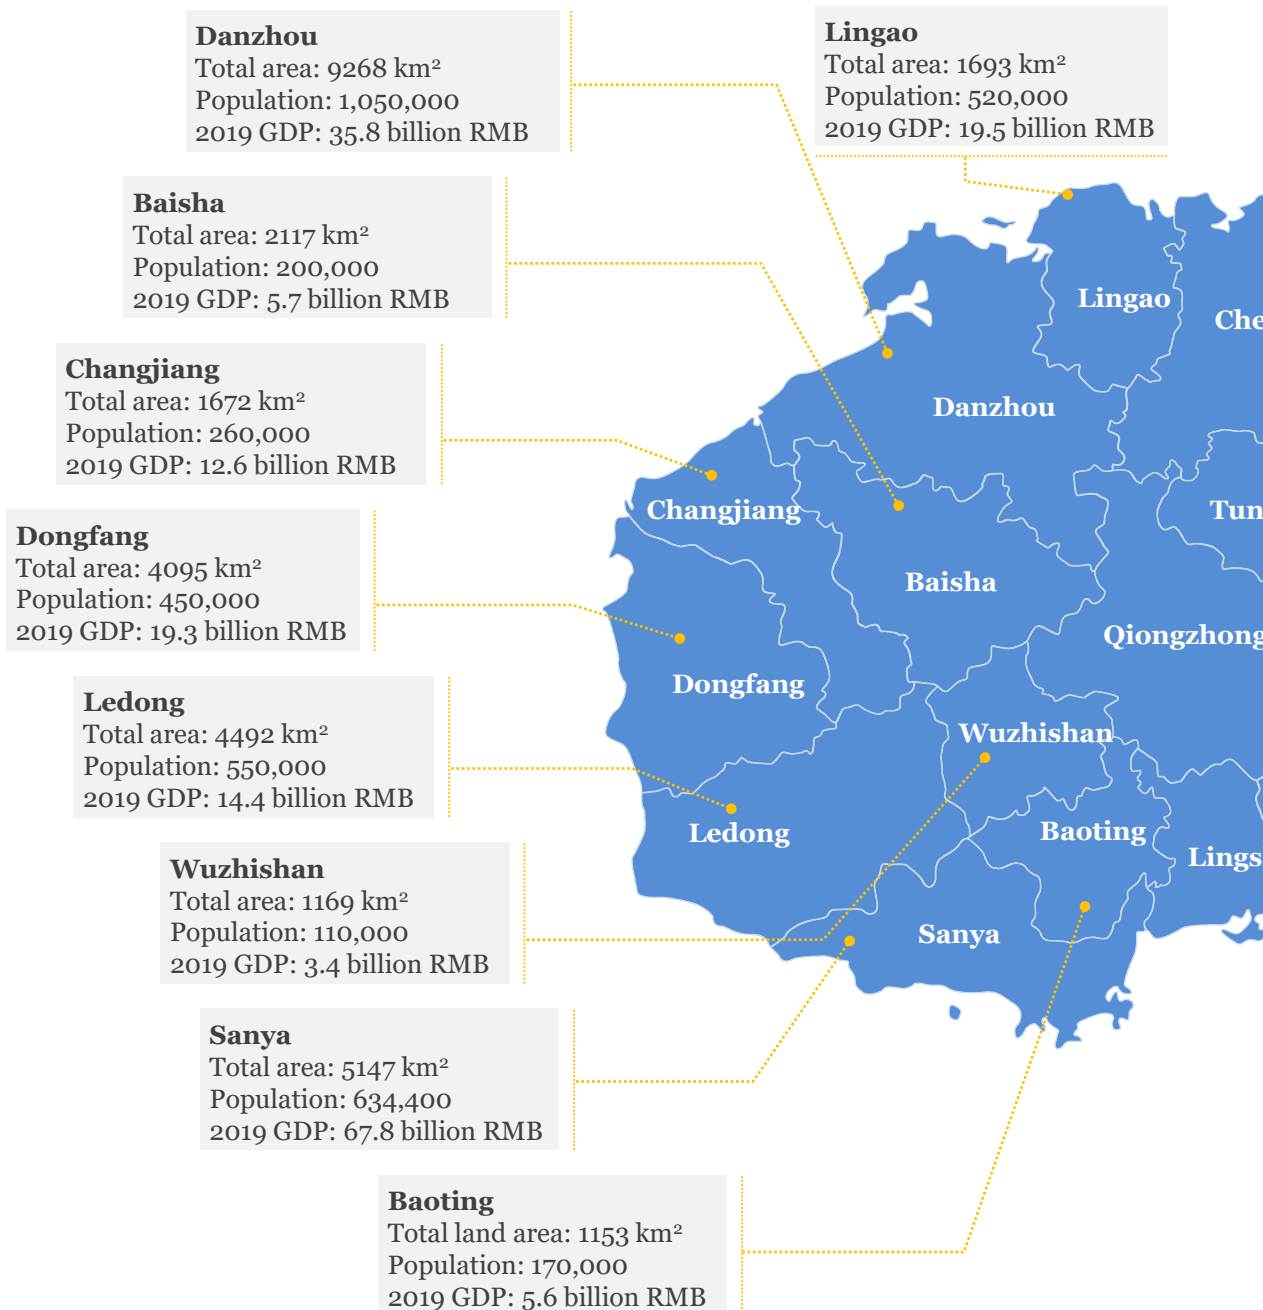 Danzhou
Total area: 9268 km²
Population: 1,050,000
2019 GDP: 35.8 billion RMB
Lingao
Total area: 1693 km²
Population: 520,000
2019 GDP: 19.5 billion RMB
Baisha
Total area: 2117 km²
Population: 200,000
2019 GDP: 5.7 billion RMB
Changjiang
Total area: 1672 km²
Population: 260,000
2019 GDP: 12.6 billion RMB
Dongfang
Total area: 4095 km²
Population: 450,000
2019 GDP: 19.3 billion RMB
Ledong
Total area: 4492 km²
Population: 550,000
2019 GDP: 14.4 billion RMB
Wuzhishan
Total area: 1169 km²
Population: 110,000
2019 GDP: 3.4 billion RMB
Sanya
Total area: 5147 km²
Population: 634,400
2019 GDP: 67.8 billion RMB
Baoting
Total land area: 1153 km²
Population: 170,000
2019 GDP: 5.6 billion RMB
Lingao
Che
Danzhou
Changjiang
Tun
Baisha
Qiongzhong
Dongfang
Wuzhishan
Ledong
Baoting
Lings
Sanya